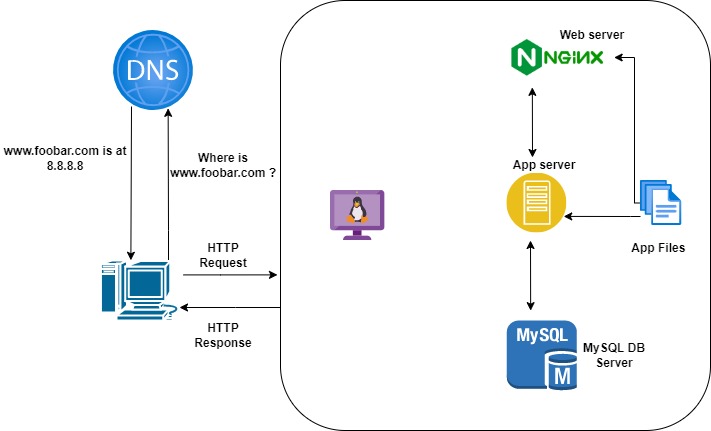 Web server
NGiNX
DNS
www.foobar.com is at
8.8.8.8
Where is
www.foobar.com ?
App server
App Files
HTTP
Request
HTTP
Response
MySQL
M
MySQL DB
Server